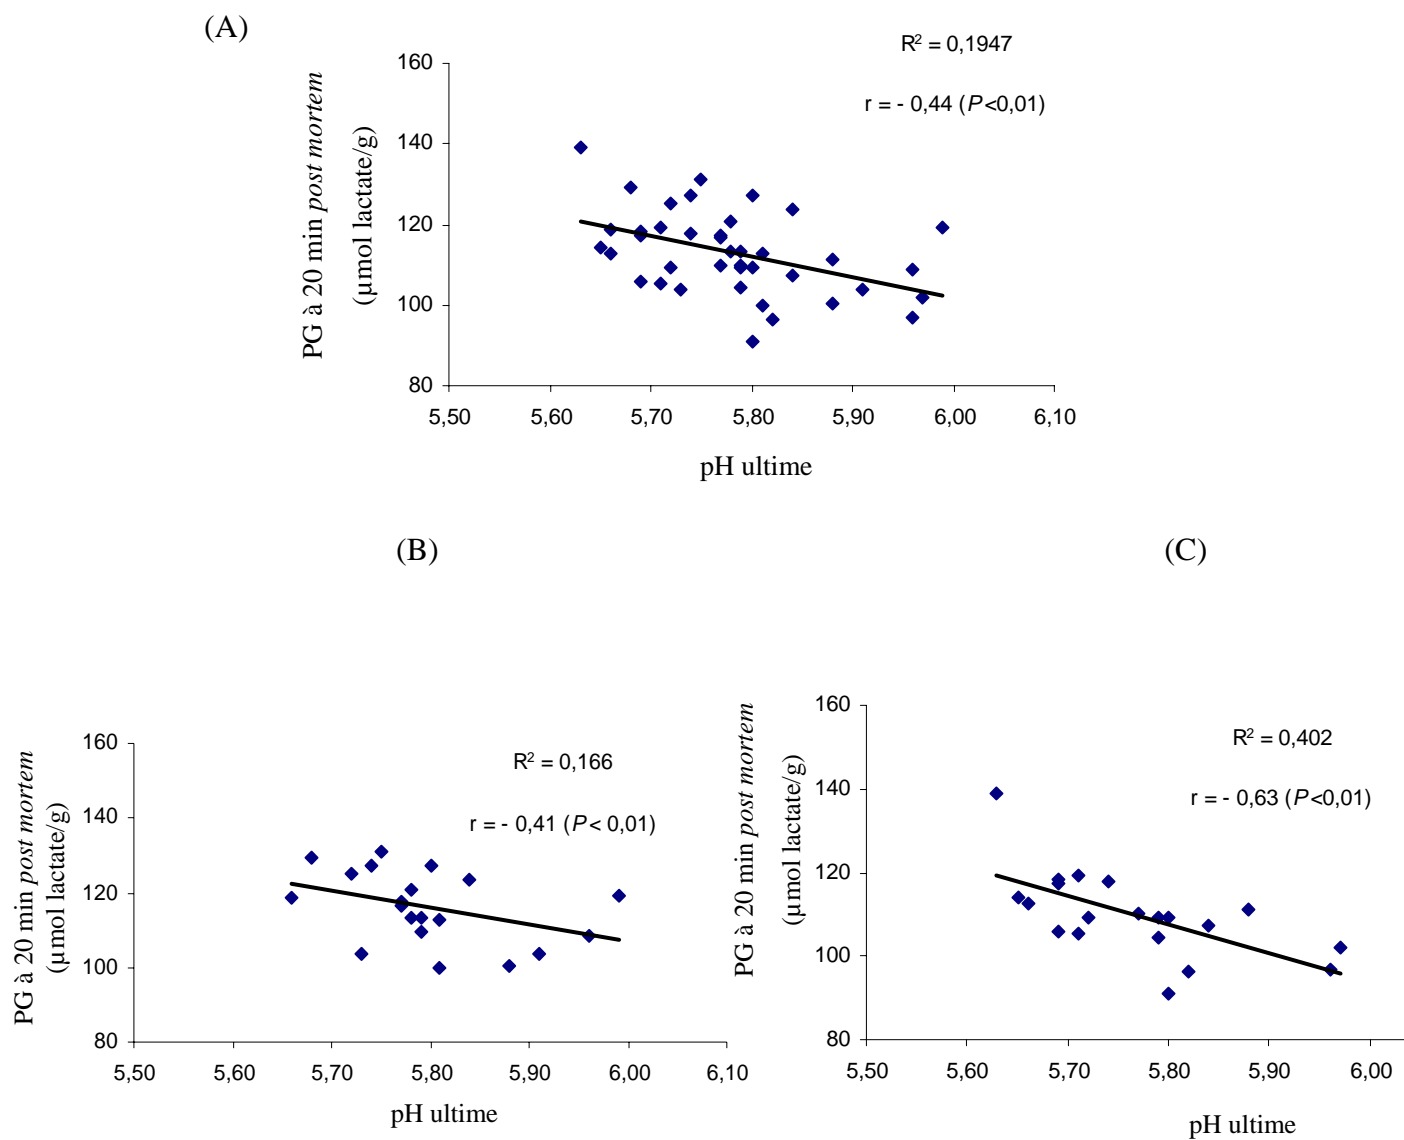 (A)
R² = 0,1947
r = - 0,44 (P<0,01)
PG à 20 min post mortem
(µmol lactate/g)
160
140
120
100
80
5,50 5,60 5,70 5,80 5,90 6,00 6,10
pH ultime
(B)
(C)
PG à 20 min post mortem
(µmol lactate/g)
R² = 0,166
r = - 0,41 (P< 0,01)
160
140
120
100
80
5,50 5,60 5,70 5,80 5,90 6,00 6,10
pH ultime
PG à 20 min post mortem
(µmol lactate/g)
R² = 0,402
r = - 0,63 (P<0,01)
160
140
120
100
80
5,50 5,60 5,70 5,80 5,90 6,00
pH ultime